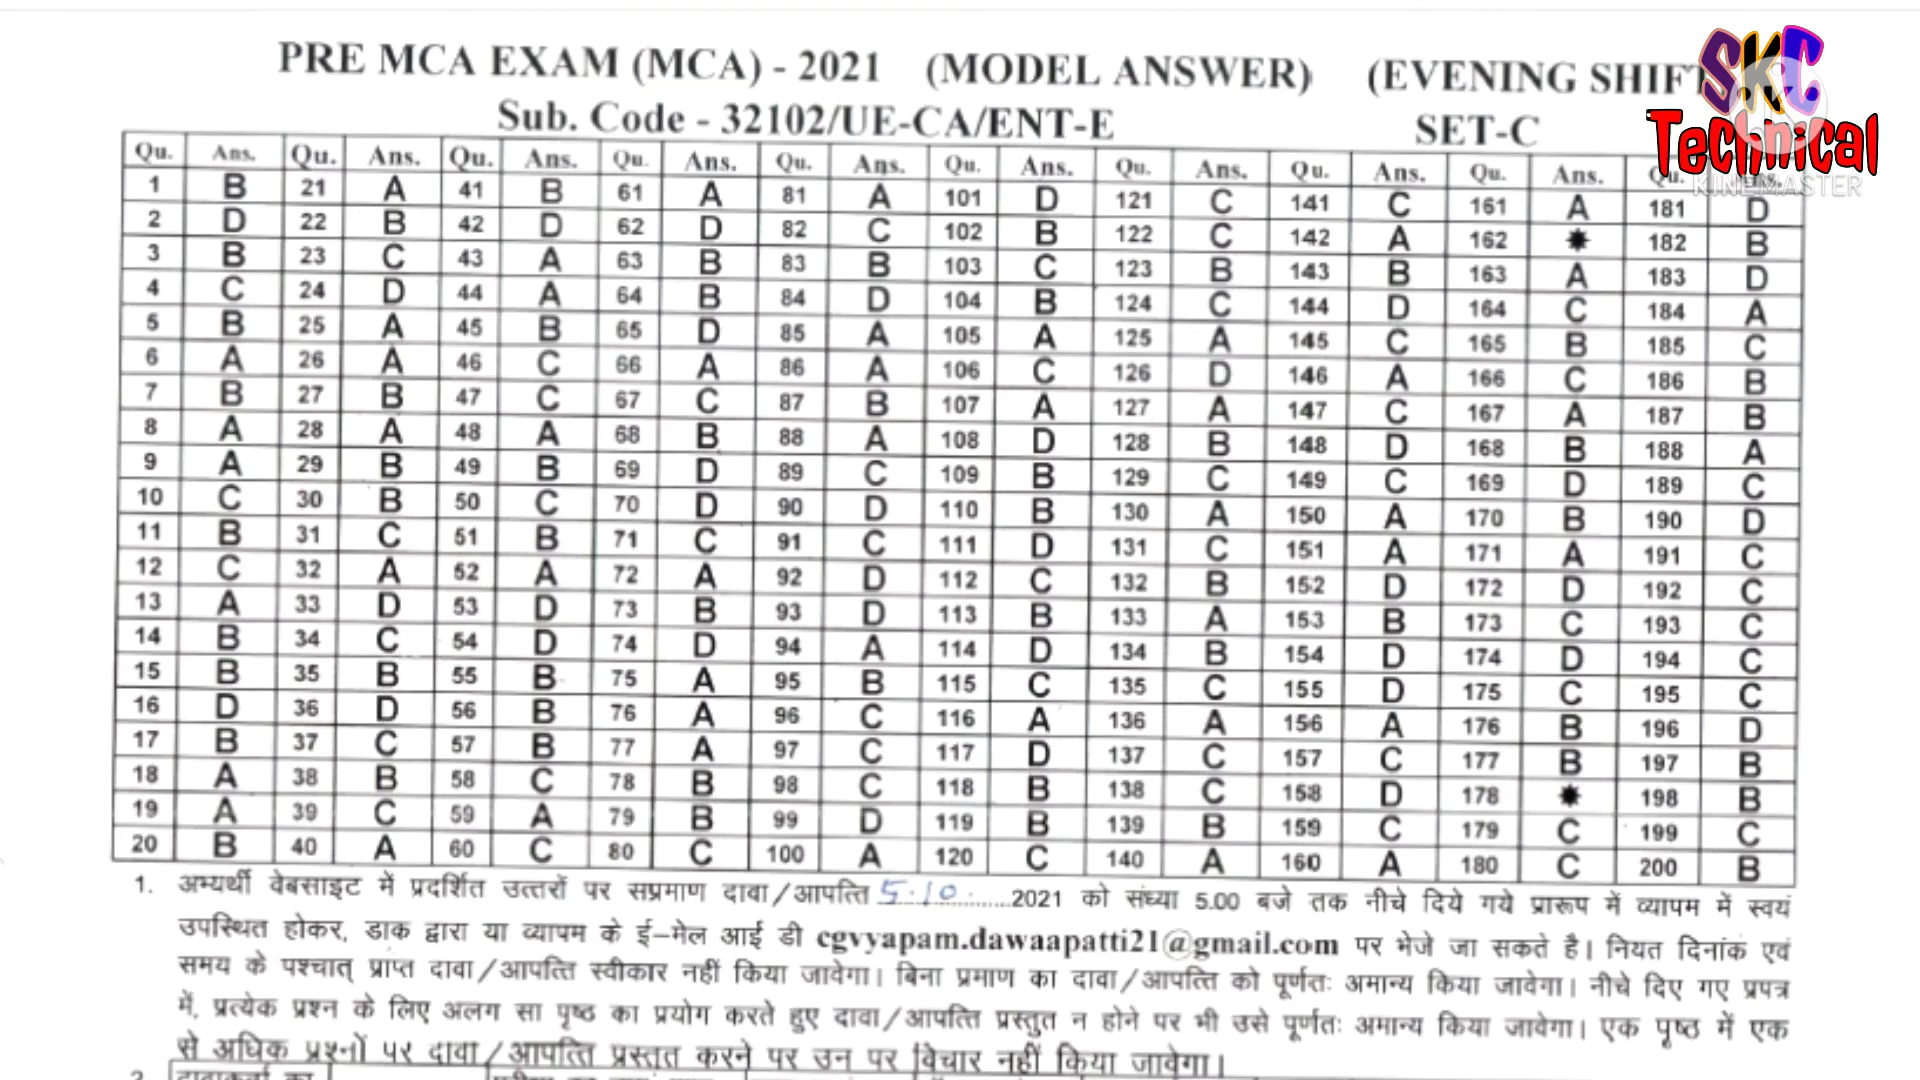 PRE MCA EXAM (MCA) - 2021 (MODEL ANSWER) (EVENING SHIFT
SKC
Technical
KINEMASTER
Sub. Code - 32102/UE-CA/ENT-E SET-C
Qu. Ans. Qu. Ans. Qu. Ans. Qu. Ans. Qu. Ans. Qu. Ans. Qu. Ans. Qu. Ans. Qu. Ans. Qu.
1 B 21 A 41 B 61 A 81 A 101 D 121 C 141 C 161 A 181 D
2 D 22 B 42 D 62 D 82 C 102 B 122 C 142 A 162 * 182 B
3 B 23 C 43 A 63 B 83 B 103 C 123 B 143 B 163 A 183 D
4 C 24 D 44 A 64 B 84 D 104 B 124 C 144 D 164 C 184 A
5 B 25 A 45 B 65 D 85 A 105 A 125 A 145 C 165 B 185 C
6 A 26 A 46 C 66 A 86 A 106 C 126 D 146 A 166 C 186 B
7 B 27 B 47 C 67 C 87 B 107 A 127 A 147 C 167 A 187 B
8 A 28 A 48 A 68 B 88 A 108 D 128 B 148 D 168 B 188 A
9 A 29 B 49 B 69 D 89 C 109 B 129 C 149 C 169 D 189 C
10 C 30 B 50 C 70 D 90 D 110 B 130 A 150 A 170 B 190 D
11 B 31 C 51 B 71 C 91 C 111 D 131 C 151 A 171 A 191 C
12 C 32 A 52 A 72 A 92 D 112 C 132 B 152 D 172 D 192 C
13 A 33 D 53 D 73 B 93 D 113 B 133 A 153 B 173 C 193 C
14 B 34 C 54 D 74 D 94 A 114 D 134 B 154 D 174 D 194 C
15 B 35 B 55 B 75 A 95 B 115 C 135 C 155 D 175 C 195 C
16 D 36 D 56 B 76 A 96 C 116 A 136 A 156 A 176 B 196 D
17 B 37 C 57 B 77 A 97 C 117 D 137 C 157 C 177 B 197 B
18 A 38 B 58 C 78 B 98 C 118 B 138 C 158 D 178 * 198 B
19 A 39 C 59 A 79 B 99 D 119 B 139 B 159 C 179 C 199 C
20 B 40 A 60 C 80 C 100 A 120 C 140 A 160 A 180 C 200 B
1. अभ्यर्थी वेबसाइट में प्रदर्शित उत्तरों पर सप्रमाण दावा/आपत्ति 5.10.2021 को संध्या 5.00 बजे तक नीचे दिये गये प्रारूप में व्यापम में स्वयं
उपस्थित होकर, डाक द्वारा या व्यापम के ई-मेल आई डी cgvyapam.dawaapatti21@gmail.com पर भेजे जा सकते है। नियत दिनांक एवं
समय के पश्चात् प्राप्त दावा/आपत्ति स्वीकार नहीं किया जावेगा। बिना प्रमाण का दावा/आपत्ति को पूर्णतः अमान्य किया जावेगा। नीचे दिए गए प्रपत्र
में, प्रत्येक प्रश्न के लिए अलग सा पृष्ठ का प्रयोग करते हुए दावा/आपत्ति प्रस्तुत न होने पर भी उसे पूर्णतः अमान्य किया जावेगा। एक पृष्ठ में एक
से अधिक प्रश्नों पर दावा/आपत्ति प्रस्तुत करने पर उन पर विचार नहीं किया जावेगा।